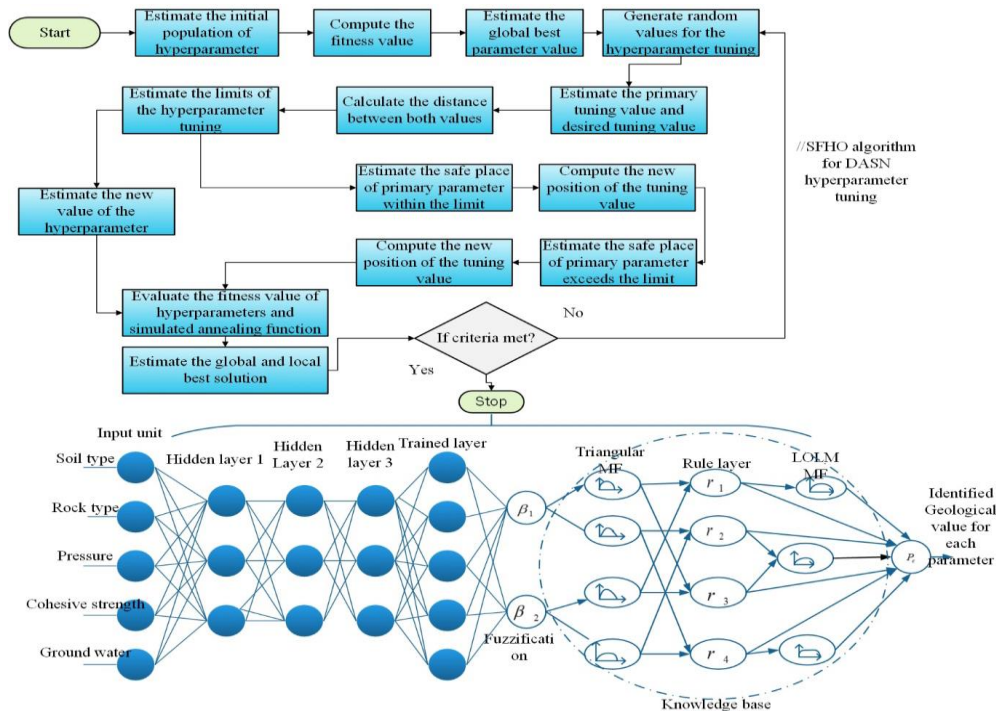 Start
Estimate the initial
population of
hyperparameter
Compute the
fitness value
Estimate the
global best
parameter value
Generate random
values for the
hyperparameter tuning
Estimate the limits of
the hyperparameter
tuning
Calculate the distance
between both values
Estimate the primary
tuning value and
desired tuning value
//SFHO algorithm
for DASN
hyperparameter
tuning
Estimate the safe place
of primary parameter
within the limit
Compute the new
position of the tuning
value
Estimate the new
value of the
hyperparameter
Compute the new
position of the tuning
value
Estimate the safe place
of primary parameter
exceeds the limit
Evaluate the fitness value of
hyperparameters and
simulated annealing function
No
If criteria met?
Estimate the global and local
best solution
Yes
Stop
Input unit
Soil type
Rock type
Pressure
Cohesive strength
Ground water
Hidden layer 1
Hidden
Layer 2
Hidden
layer 3
Trained layer
β1
β2
Fuzzificati
on
Triangular
MF
Rule layer
r 1
r 2
r 3
r 4
LOLM
MF
Identified
Geological
value for
each
parameter
Knowledge base